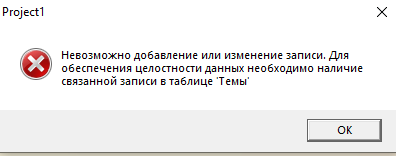 Project1
Невозможно добавление или изменение записи. Для
обеспечения целостности данных необходимо наличие
связанной записи в таблице 'Темы'
OK